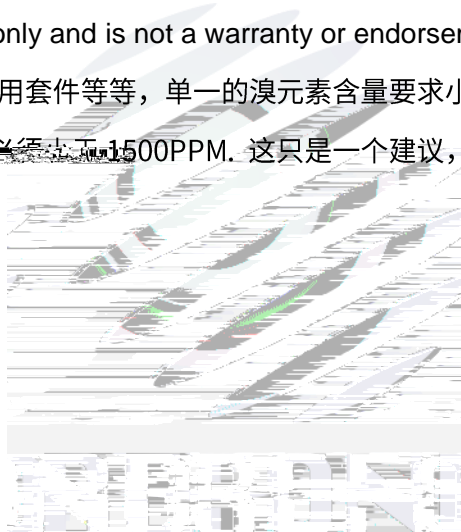 only and is not a warranty or endorser
用套件等等，单一的溴元素含量要求小
1500PPM. 这只是一个建议，